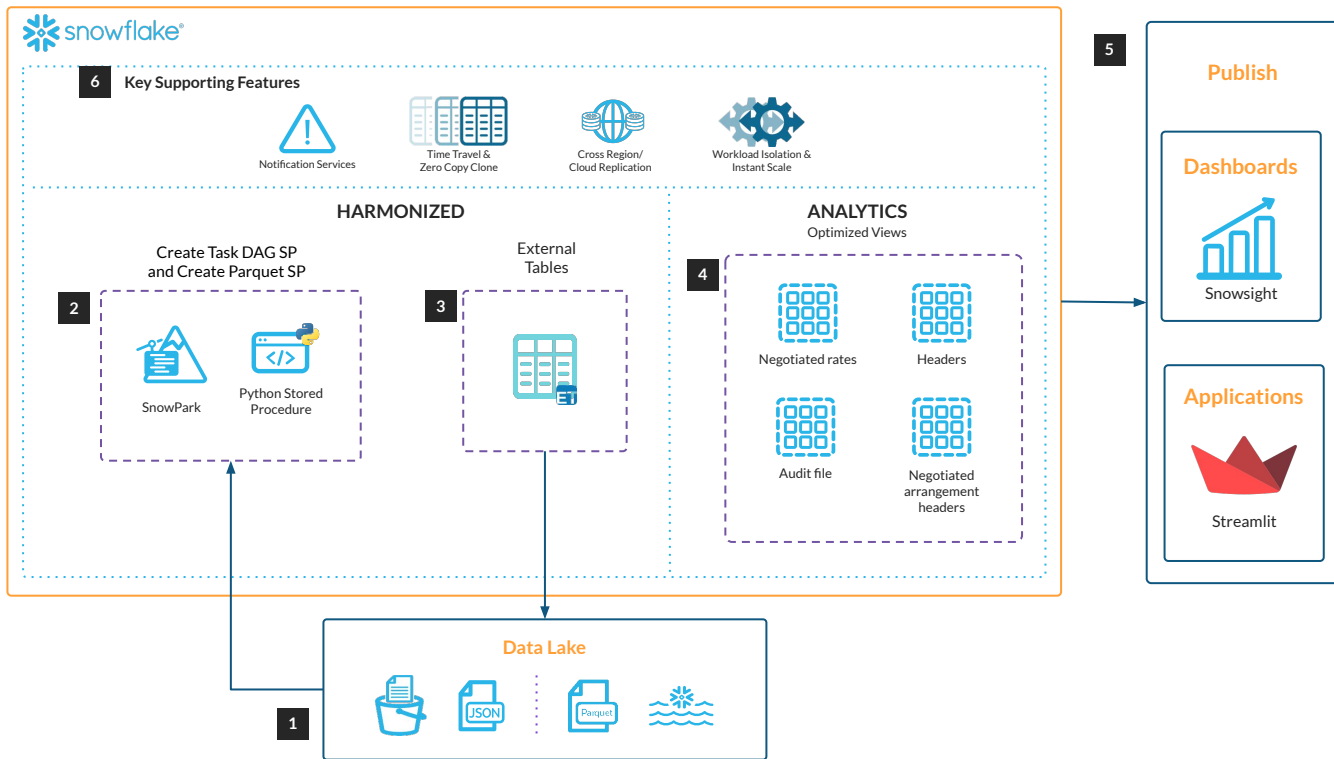 snowflake®
6
Key Supporting Features
Notification Services
Time Travel &
Zero Copy Clone
Cross Region/
Cloud Replication
Workload Isolation &
Instant Scale
HARMONIZED
Create Task DAG SP
and Create Parquet SP
2
SnowPark
</>
Python Stored
Procedure
External
Tables
3
ET
ANALYTICS
Optimized Views
4
Negotiated rates
Headers
Audit file
Negotiated
arrangement
headers
5
Publish
Dashboards
Snowsight
Applications
Streamlit
1
Data Lake
JSON
Parquet